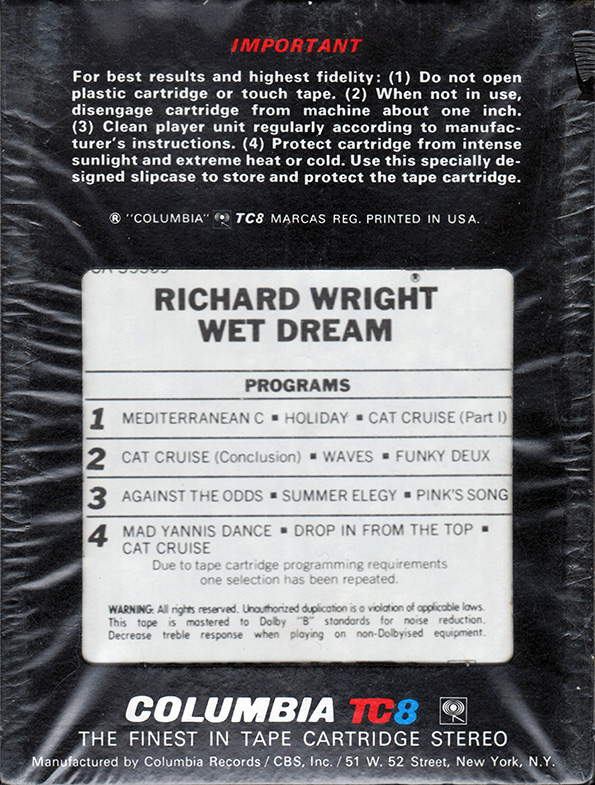 IMPORTANT
For best results and highest fidelity: (1) Do not open
plastic cartridge or touch tape. (2) When not in use,
disengage cartridge from machine about one inch.
(3) Clean player unit regularly according to manufac-
turer's instructions. (4) Protect cartridge from intense
sunlight and extreme heat or cold. Use this specially de-
signed slipcase to store and protect the tape cartridge.
® "COLUMBIA" TC8 MARCAS REG. PRINTED IN U.S.A.
RICHARD WRIGHT
WET DREAM
PROGRAMS
1 MEDITERRANEAN C ▪ HOLIDAY ▪ CAT CRUISE (Part I)
2 CAT CRUISE (Conclusion) ▪ WAVES ▪ FUNKY DEUX
3 AGAINST THE ODDS ▪ SUMMER ELEGY ▪ PINK'S SONG
4 MAD YANNIS DANCE ▪ DROP IN FROM THE TOP ▪
CAT CRUISE
Due to tape cartridge programming requirements
one selection has been repeated.
WARNING: All rights reserved. Unauthorized duplication is a violation of applicable laws.
This tape is mastered to Dolby "B" standards for noise reduction.
Decrease treble response when playing on non-Dolbyised equipment.
COLUMBIA TC8
THE FINEST IN TAPE CARTRIDGE STEREO
Manufactured by Columbia Records / CBS, Inc. / 51 W. 52 Street, New York, N.Y.